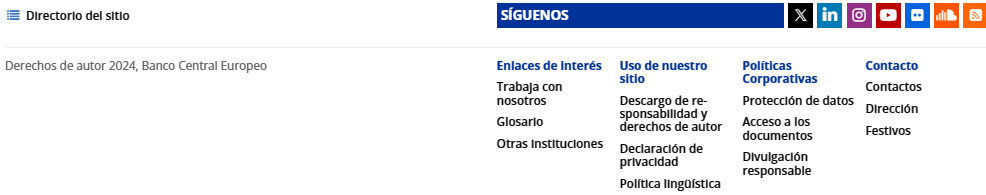 Directorio del sitio
SÍGUENOS
Derechos de autor 2024, Banco Central Europeo
Enlaces de interés
Trabaja con
nosotros
Glosario
Otras instituciones
Uso de nuestro
sitio
Descargo de re-
sponsabilidad y
derechos de autor
Declaración de
privacidad
Política lingüística
Políticas
Corporativas
Protección de datos
Acceso a los
documentos
Divulgación
responsable
Contacto
Contactos
Dirección
Festivos